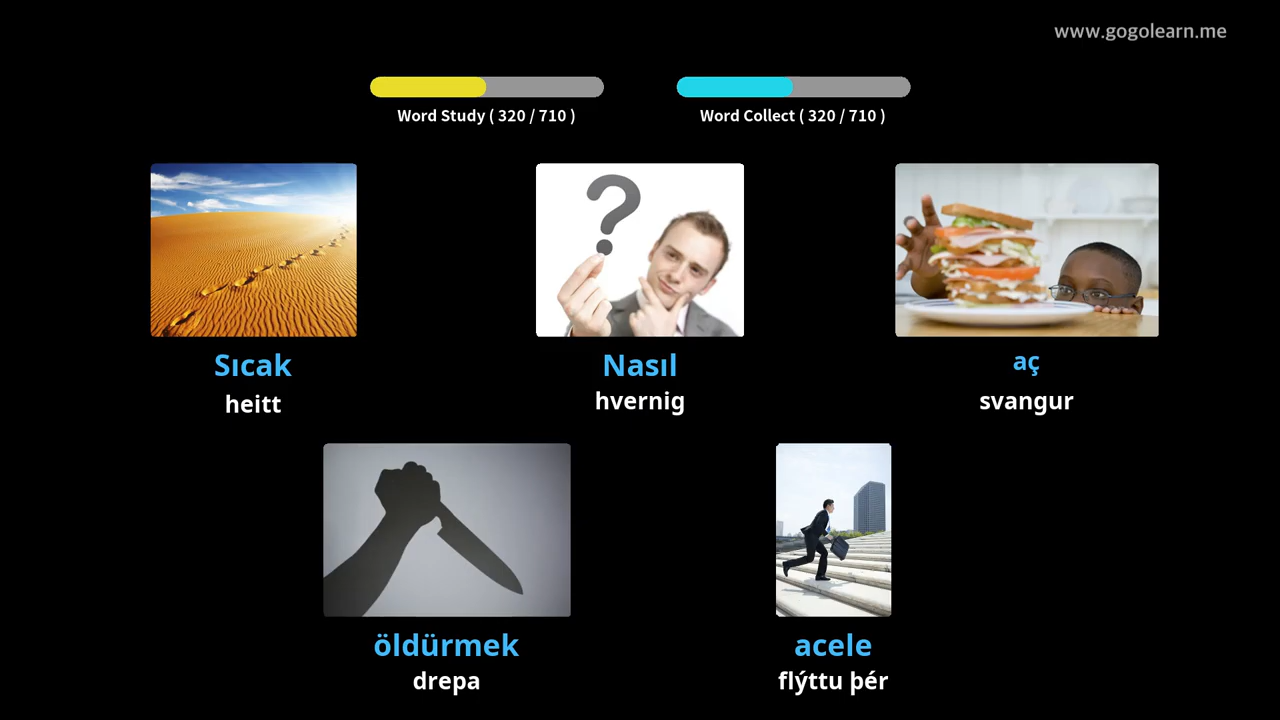 www.gogolearn.me
Word Study ( 320 / 710 )
Word Collect ( 320 / 710 )
Sıcak
heitt
Nasıl
hvernig
aç
svangur
öldürmek
drepa
acele
flýttu þér